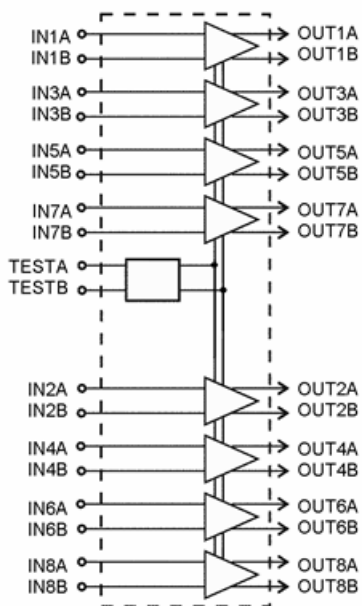 IN1A OUT1A
IN1B OUT1B
IN3A OUT3A
IN3B OUT3B
IN5A OUT5A
IN5B OUT5B
IN7A OUT7A
IN7B OUT7B
TESTA
TESTB
IN2A OUT2A
IN2B OUT2B
IN4A OUT4A
IN4B OUT4B
IN6A OUT6A
IN6B OUT6B
IN8A OUT8A
IN8B OUT8B